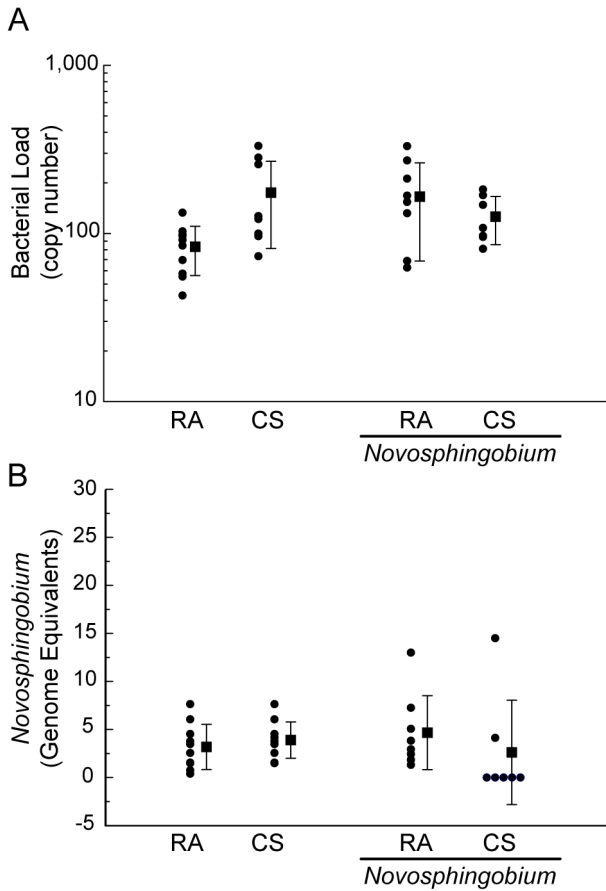 A
Bacterial Load
(copy number)
1,000
100
10
RA CS RA CS
Novosphingobium
B
Novosphingobium
(Genome Equivalents)
30
25
20
15
10
5
0
-5
RA CS RA CS
Novosphingobium